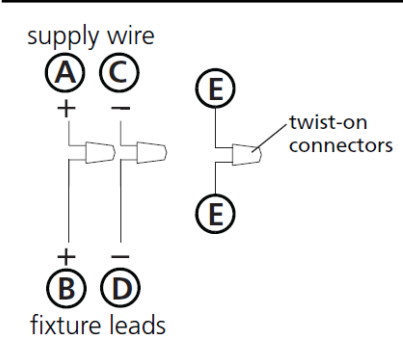 supply wire
A C
+ −
E
twist-on
connectors
E
+ −
B D
fixture leads